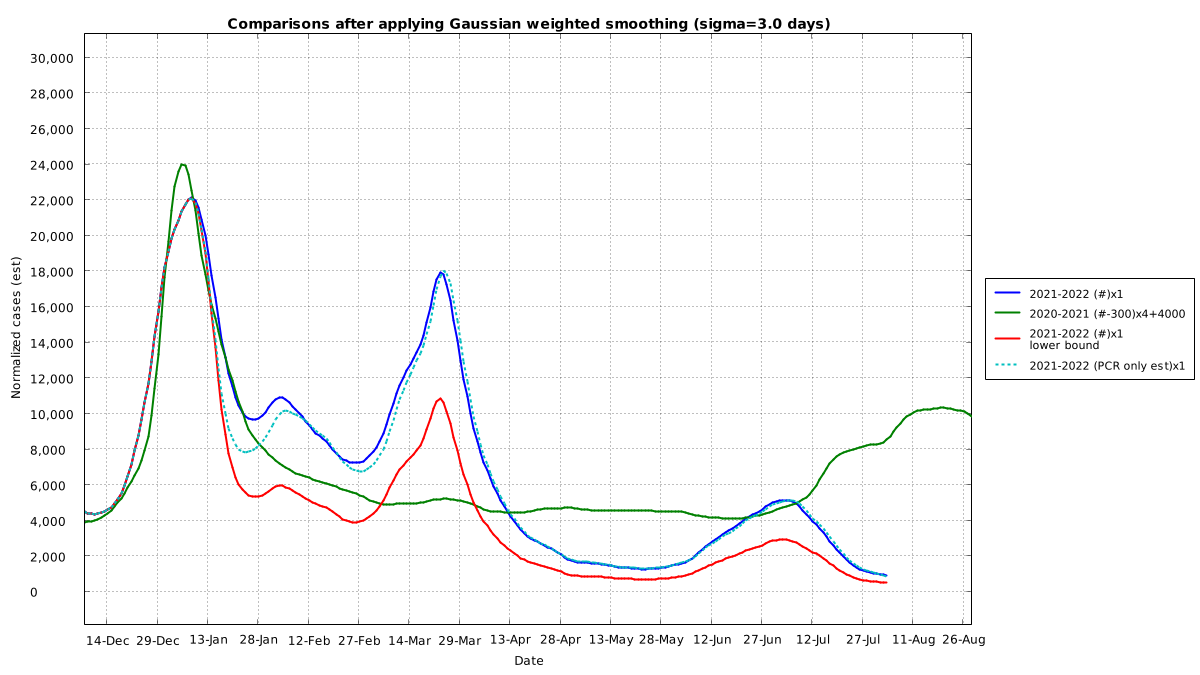 Comparisons after applying Gaussian weighted smoothing (sigma=3.0 days)
Normalized cases (est)
30,000
28,000
26,000
24,000
22,000
20,000
18,000
16,000
14,000
12,000
10,000
8,000
6,000
4,000
2,000
0
14-Dec 29-Dec 13-Jan 28-Jan 12-Feb 27-Feb 14-Mar 29-Mar 13-Apr 28-Apr 13-May 28-May 12-Jun 27-Jun 12-Jul 27-Jul 11-Aug 26-Aug
Date
2021-2022 (#)x1
2020-2021 (#-300)x4+4000
2021-2022 (#)x1
lower bound
2021-2022 (PCR only est)x1